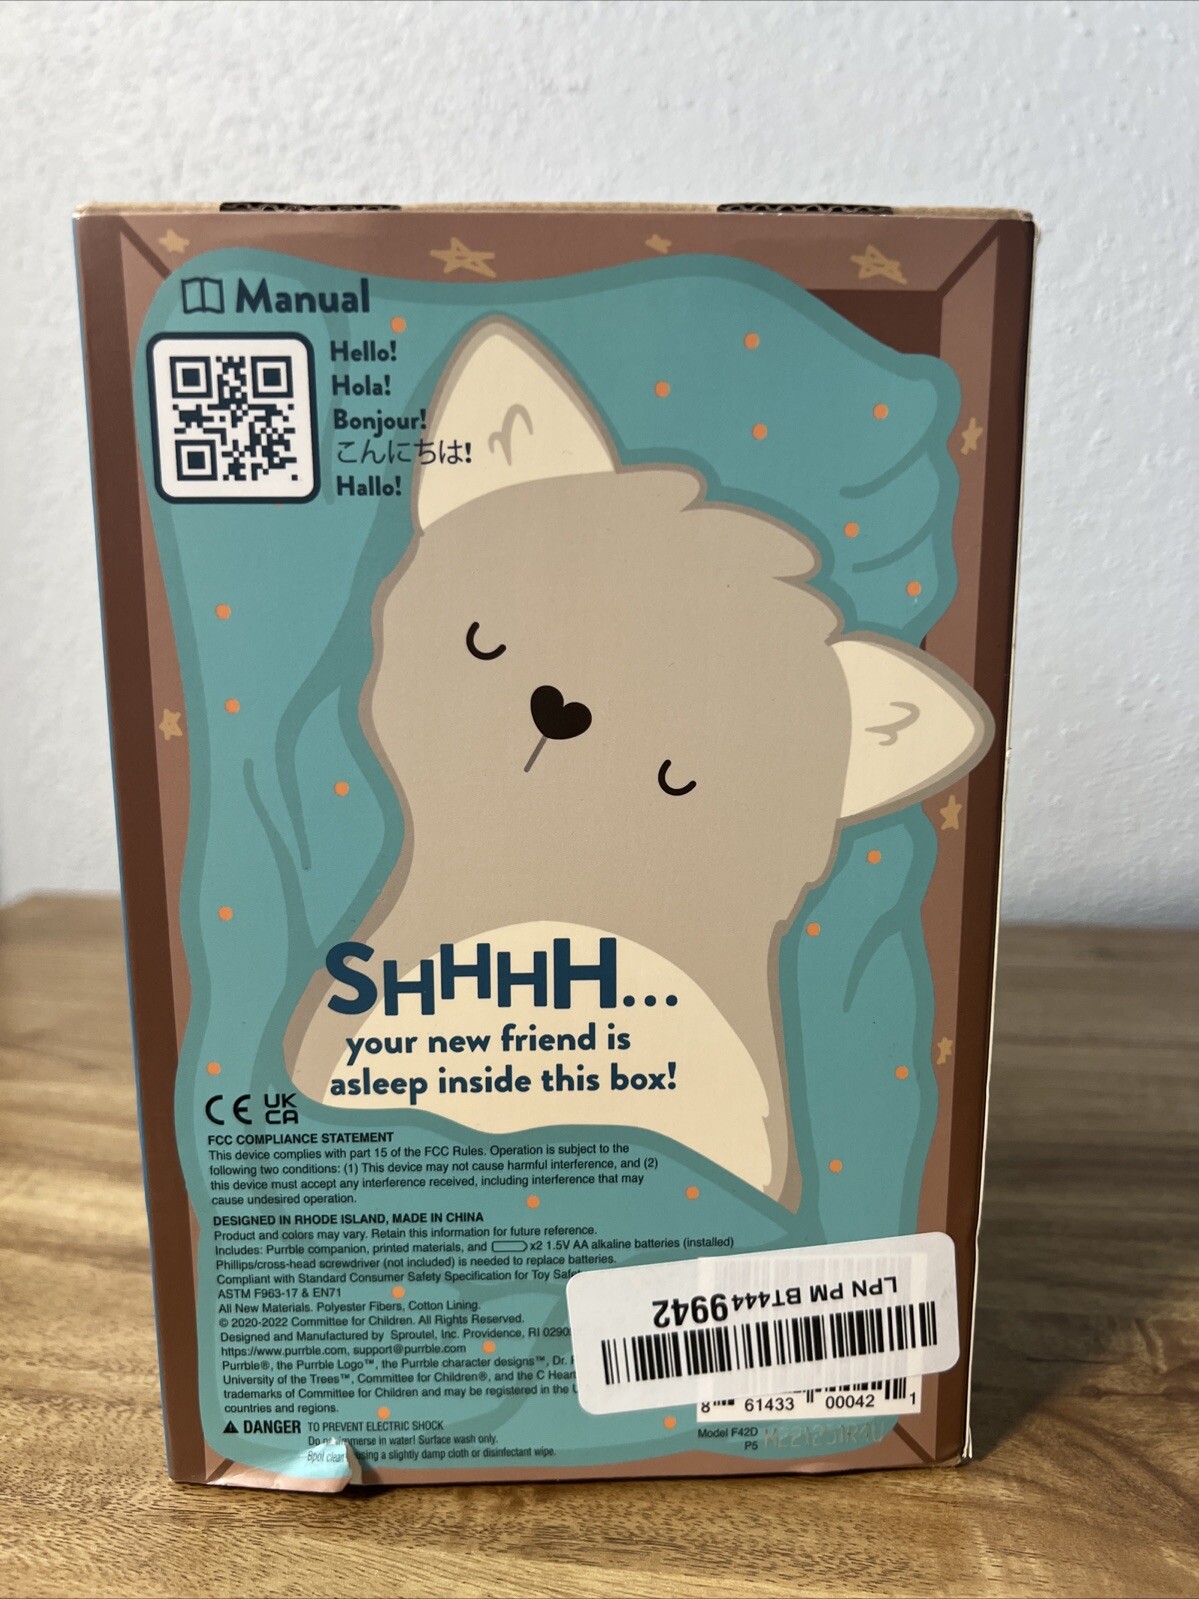 Manual
Hello!
Hola!
Bonjour!
こんにちは!
Hallo!
SHHHH...
your new friend is
asleep inside this box!
CE UK CA
FCC COMPLIANCE STATEMENT
This device complies with part 15 of the FCC Rules. Operation is subject to the
following two conditions: (1) This device may not cause harmful interference, and (2)
this device must accept any interference received, including interference that may
cause undesired operation.
DESIGNED IN RHODE ISLAND, MADE IN CHINA
Product and colors may vary. Retain this information for future reference.
Includes: Purrble companion, printed materials, and x2 1.5V AA alkaline batteries (installed)
Phillips/cross-head screwdriver (not included) is needed to replace batteries.
Compliant with Standard Consumer Safety Specification for Toy
ASTM F963-17 & EN71
All New Materials. Polyester Fibers, Cotton Lining.
© 2020-2022 Committee for Children. All Rights Reserved.
Designed and Manufactured by Sproutel, Inc. Providence, RI
https://www.purrble.com, support@purrble.com
Purrble®, the Purrble Logo™, the Purrble character designs™, Dr.
University of the Trees™, Committee for Children®, and the C
trademarks of Committee for Children and may be registered in the
countries and regions.
DANGER TO PREVENT ELECTRIC SHOCK
Do immerse in water! Surface wash only.
Spot clean using a slightly damp cloth or disinfectant wipe.
LPN PM BT4449942
8 61433 00042 1
Model F42D
P5